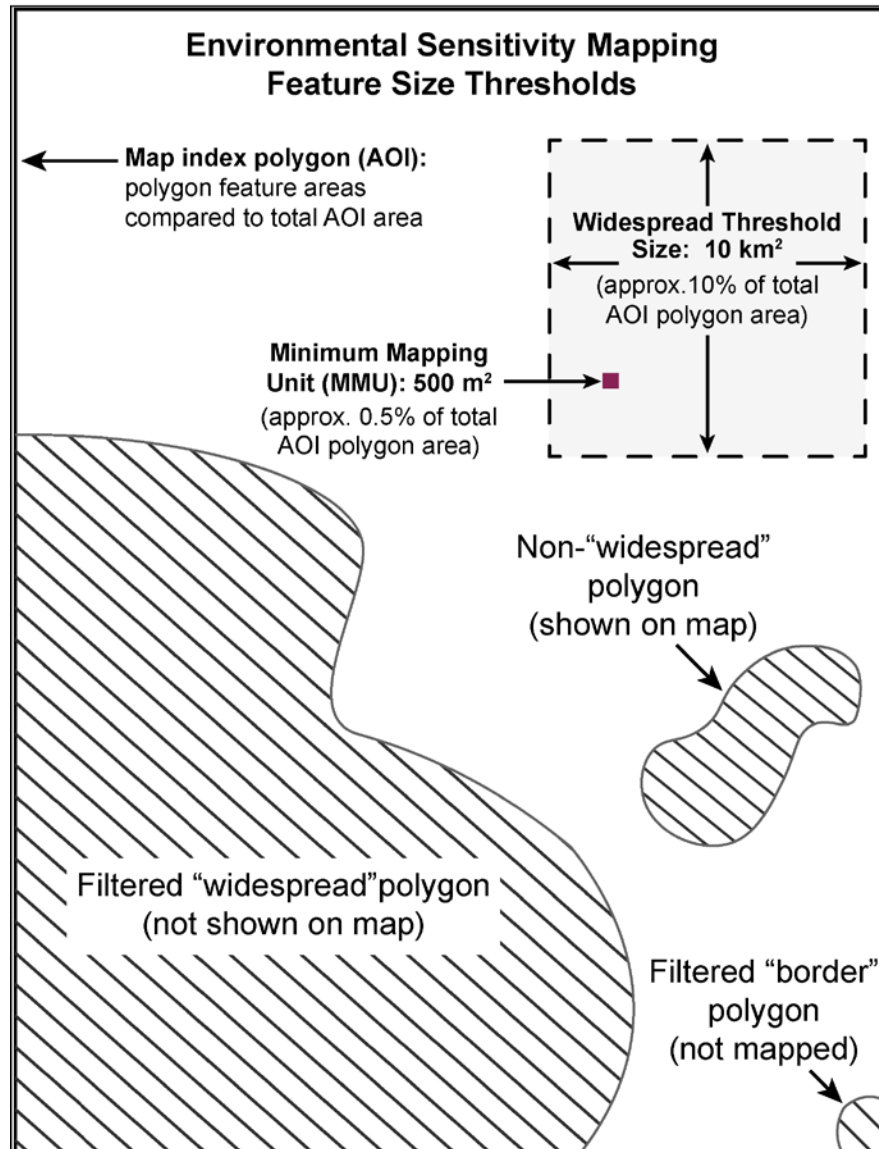 Environmental Sensitivity Mapping
Feature Size Thresholds
Map index polygon (AOI):
polygon feature areas
compared to total AOI area
Widespread Threshold
Size: 10 km²
(approx.10% of total
AOI polygon area)
Minimum Mapping
Unit (MMU): 500 m²
(approx. 0.5% of total
AOI polygon area)
Non-“widespread”
polygon
(shown on map)
Filtered “widespread”polygon
(not shown on map)
Filtered “border”
polygon
(not mapped)